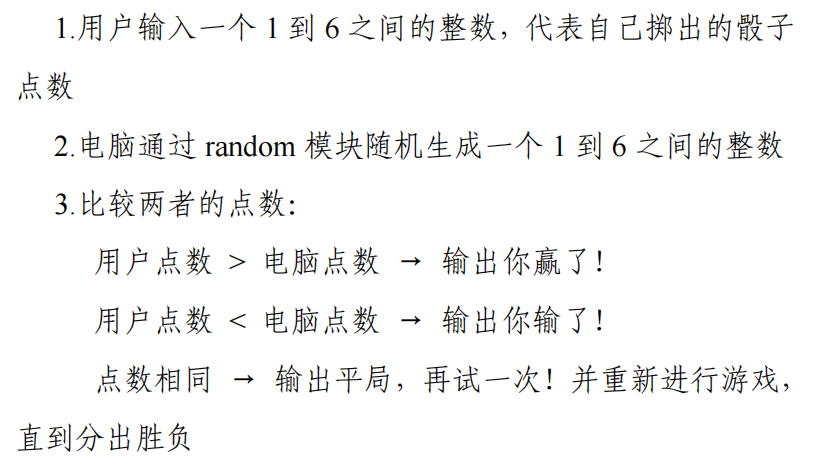 1.用户输入一个 1 到 6 之间的整数，代表自己掷出的骰子
点数
2.电脑通过 random 模块随机生成一个 1 到 6 之间的整数
3.比较两者的点数：
用户点数 > 电脑点数 → 输出你赢了！
用户点数 < 电脑点数 → 输出你输了！
点数相同 → 输出平局，再试一次！并重新进行游戏，
直到分出胜负